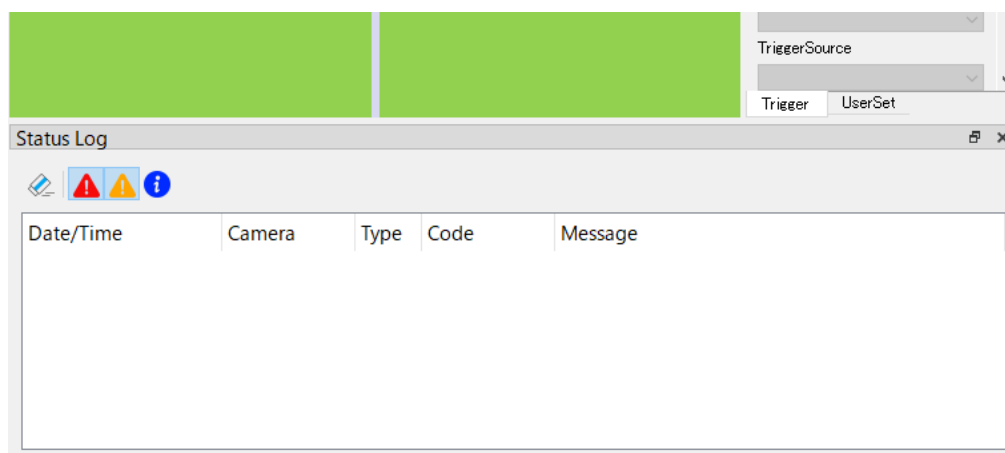 TriggerSource
Trigger UserSet
Status Log
Date/Time Camera Type Code Message